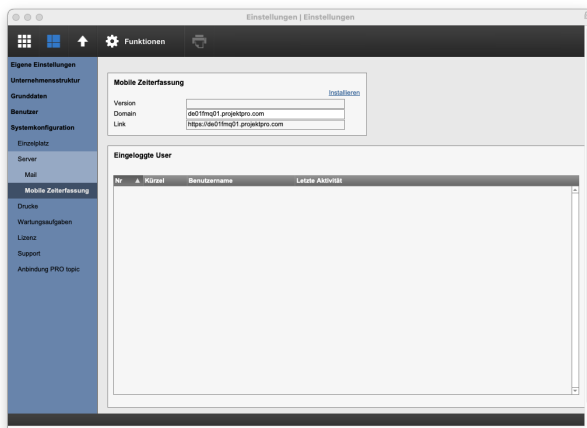 Einstellungen | Einstellungen
Funktionen
Eigene Einstellungen
Unternehmensstruktur
Grunddaten
Benutzer
Systemkonfiguration
Einzelplatz
Server
Mail
Mobile Zeiterfassung
Drucke
Wartungsaufgaben
Lizenz
Support
Anbindung PRO topic
Mobile Zeiterfassung
Installieren
Version
Domain de01fmq01.projektpro.com
Link https://de01fmq01.projektpro.com
Eingeloggte User
Nr Kürzel Benutzername Letzte Aktivität